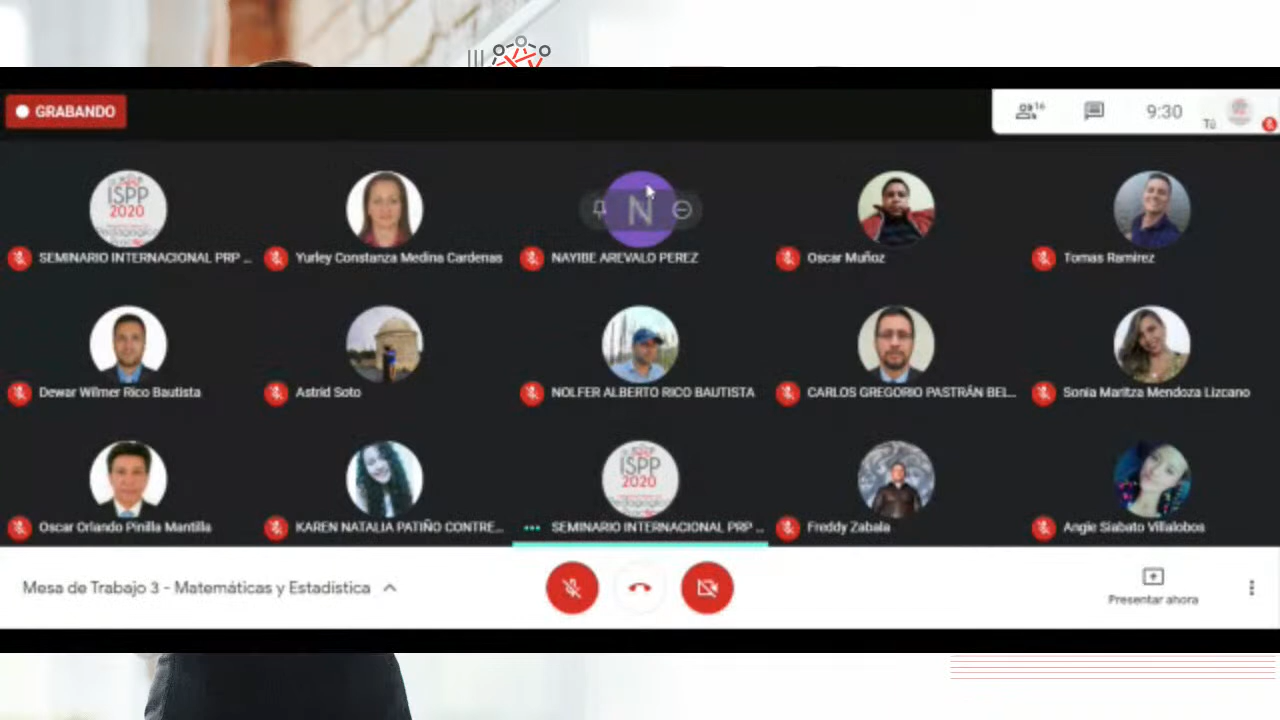 GRABANDO
16
9:30
Tú
ISPP
2020
SEMINARIO INTERNACIONAL PRP ...
Yurley Constanza Medina Cardenas
N
NAYIBE AREVALO PEREZ
Oscar Muñoz
Tomas Ramirez
Dewar Wilmer Rico Bautista
Astrid Soto
NOLFER ALBERTO RICO BAUTISTA
CARLOS GREGORIO PASTRÁN BEL...
Sonia Maritza Mendoza Lizcano
Oscar Orlando Pinilla Mantilla
KAREN NATALIA PATIÑO CONTRE...
ISPP
2020
SEMINARIO INTERNACIONAL PRP ...
Freddy Zabala
Angie Siabato Villalobos
Mesa de Trabajo 3 - Matemáticas y Estadística
Presentar ahora